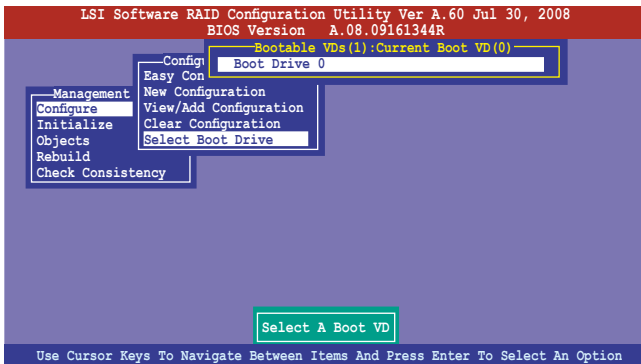 LSI Software RAID Configuration Utility Ver A.60 Jul 30, 2008
BIOS Version A.08.09161344R
Bootable VDs(1):Current Boot VD(0)
Boot Drive 0
Configu
Easy Con
New Configuration
View/Add Configuration
Clear Configuration
Select Boot Drive
Management
Configure
Initialize
Objects
Rebuild
Check Consistency
Select A Boot VD
Use Cursor Keys To Navigate Between Items And Press Enter To Select An Option